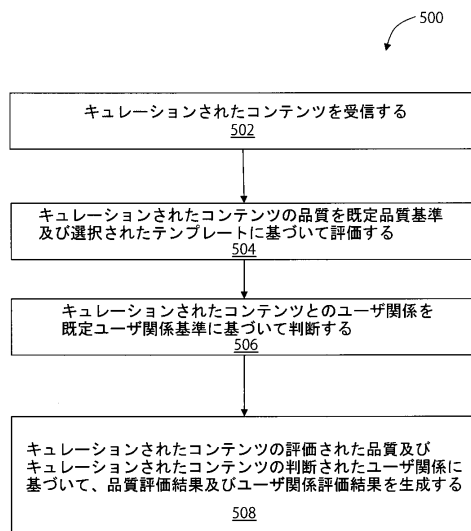 500
キュレーションされたコンテンツを受信する
502
キュレーションされたコンテンツの品質を既定品質基準
及び選択されたテンプレートに基づいて評価する
504
キュレーションされたコンテンツとのユーザ関係を
既定ユーザ関係基準に基づいて判断する
506
キュレーションされたコンテンツの評価された品質及び
キュレーションされたコンテンツの判断されたユーザ関係に
基づいて、品質評価結果及びユーザ関係評価結果を生成する
508